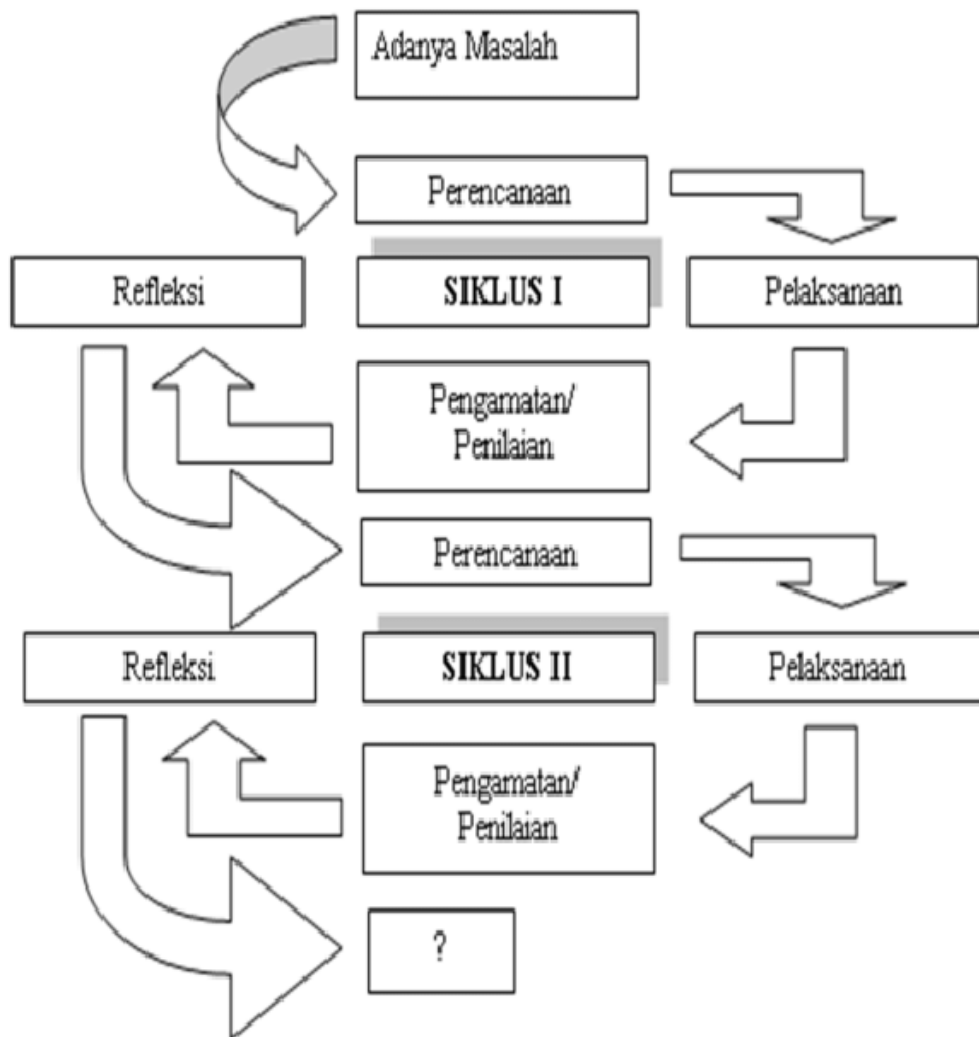 Adanya Masalah
Perencanaan
Refleksi
SIKLUS I
Pelaksanaan
Pengamatan/
Penilaian
Perencanaan
Refleksi
SIKLUS II
Pelaksanaan
Pengamatan/
Penilaian
?